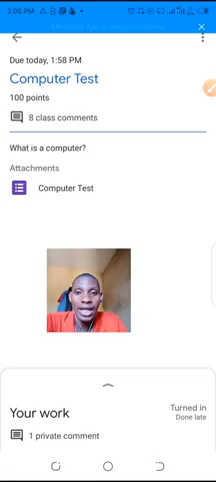 3:05 PM
Due today, 1:58 PM
Computer Test
100 points
8 class comments
What is a computer?
Attachments
Computer Test
Your work
Turned in
Done late
1 private comment